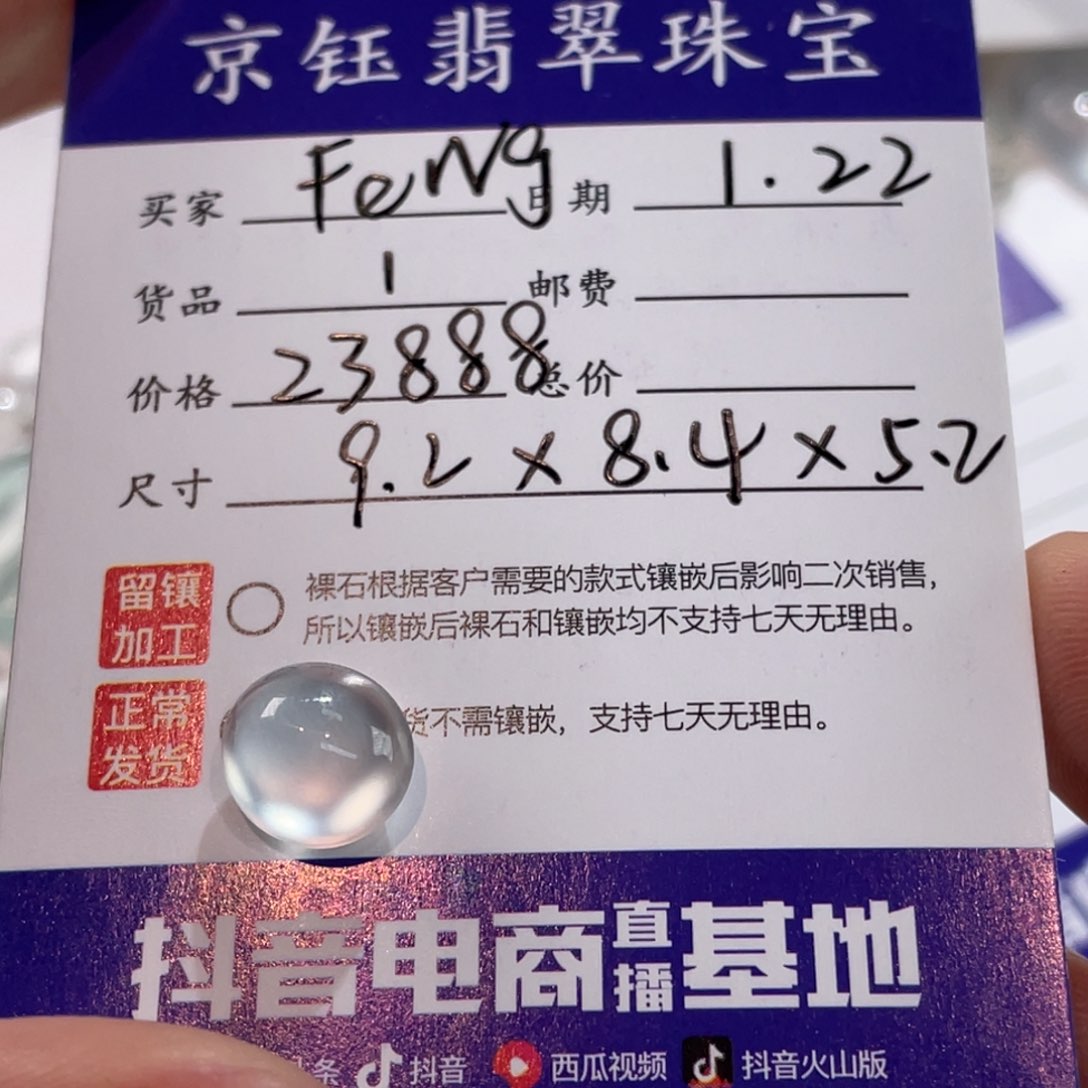 京钰翡翠珠宝
买家 FeNg 日期 1.22
货品 1 邮费
价格 23888 总价
尺寸 9.2×8.4×5.2
留镶加工 裸石根据客户需要的款式镶嵌后影响二次销售，
所以镶嵌后裸石和镶嵌均不支持七天无理由。
正常发货 货不需镶嵌，支持七天无理由。
抖音电商直播基地
条 抖音 西瓜视频 抖音火山版